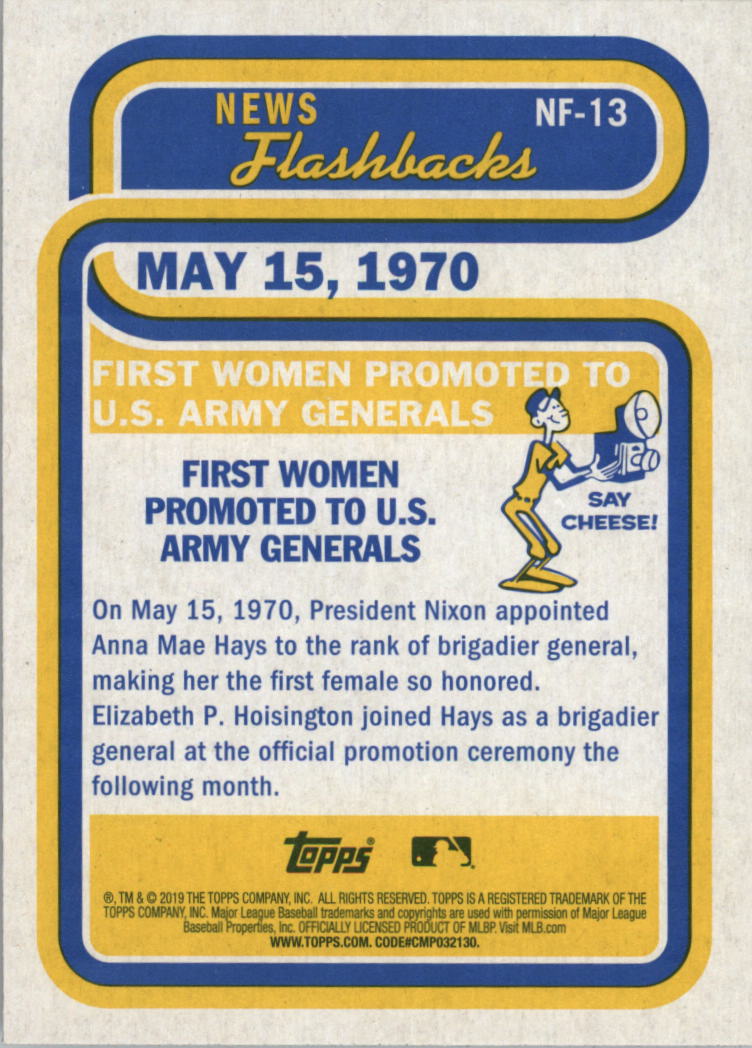 NEWS
Flashbacks
NF-13
MAY 15, 1970
FIRST WOMEN PROMOTED TO
U.S. ARMY GENERALS
FIRST WOMEN
PROMOTED TO U.S.
ARMY GENERALS
SAY
CHEESE!
On May 15, 1970, President Nixon appointed
Anna Mae Hays to the rank of brigadier general,
making her the first female so honored.
Elizabeth P. Hoisington joined Hays as a brigadier
general at the official promotion ceremony the
following month.
topps®
®, TM & © 2019 THE TOPPS COMPANY, INC. ALL RIGHTS RESERVED. TOPPS IS A REGISTERED TRADEMARK OF THE
TOPPS COMPANY, INC. Major League Baseball trademarks and copyrights are used with permission of Major League
Baseball Properties, Inc. OFFICIALLY LICENSED PRODUCT OF MLBP. Visit MLB.com
WWW.TOPPS.COM. CODE#CMP032130.